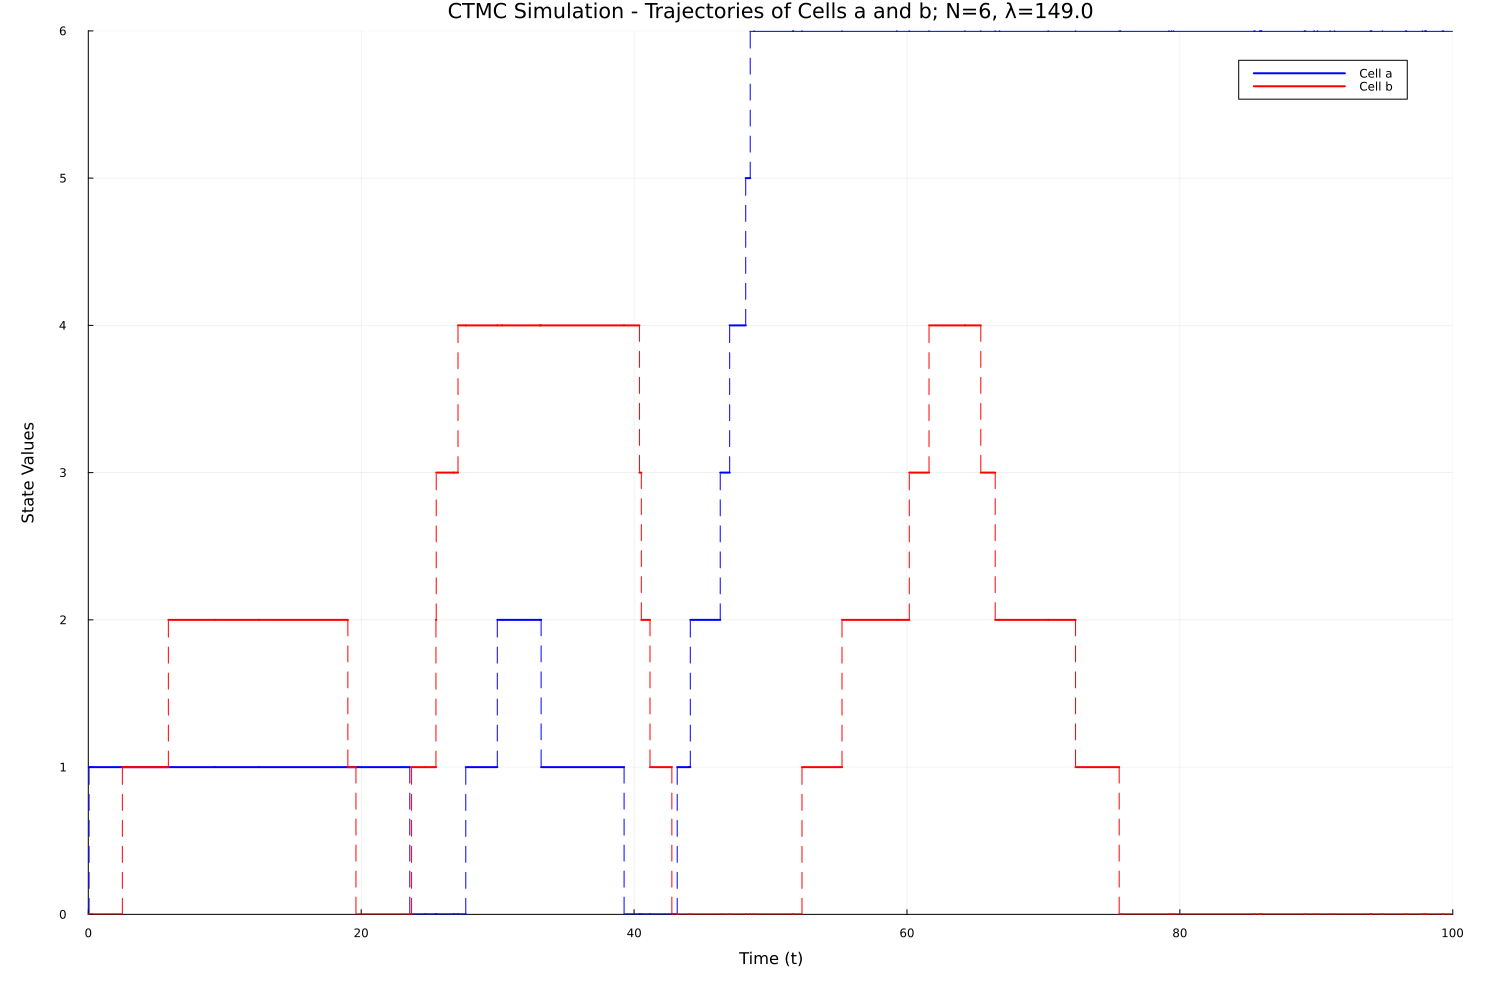 CTMC Simulation - Trajectories of Cells a and b; N=6, λ=149.0
6
Cell a
Cell b
5
4
State Values
3
2
1
0
0 20 40 60 80 100
Time (t)